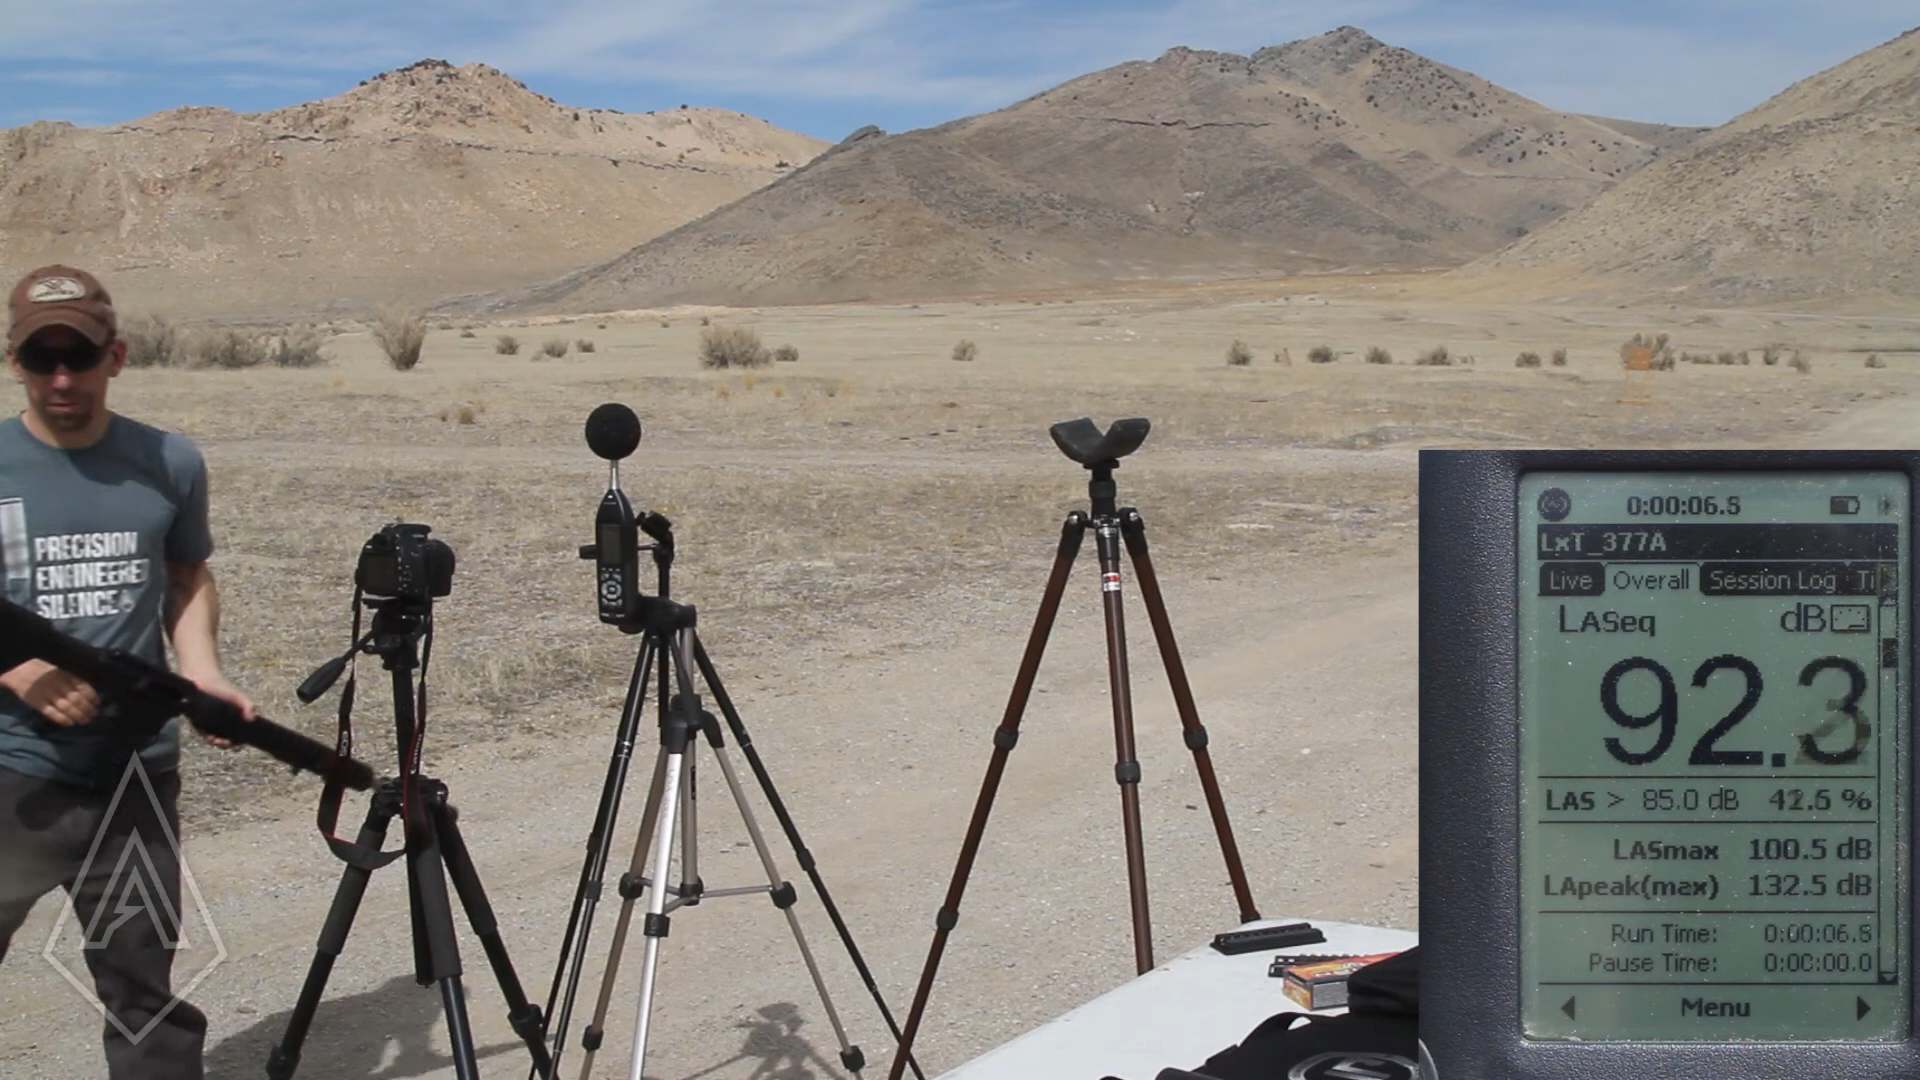 PRECISION
ENGINEERED
SILENCE
0:00:06.8
LxT_377A
Live Overall Session Log Ti
LASeq dB
92.3
LAS > 85.0 dB 42.5 %
LASmax 100.5 dB
LApeak(max) 132.5 dB
Run Time: 0:00:06.8
Pause Time: 0:00:00.0
Menu